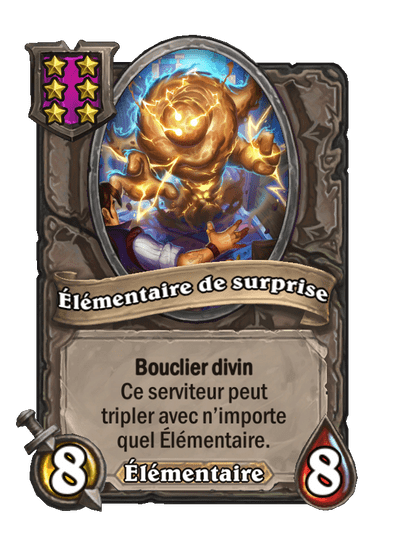 Élémentaire de surprise
Bouclier divin
Ce serviteur peut
tripler avec n'importe
quel Élémentaire.
8
Élémentaire
8